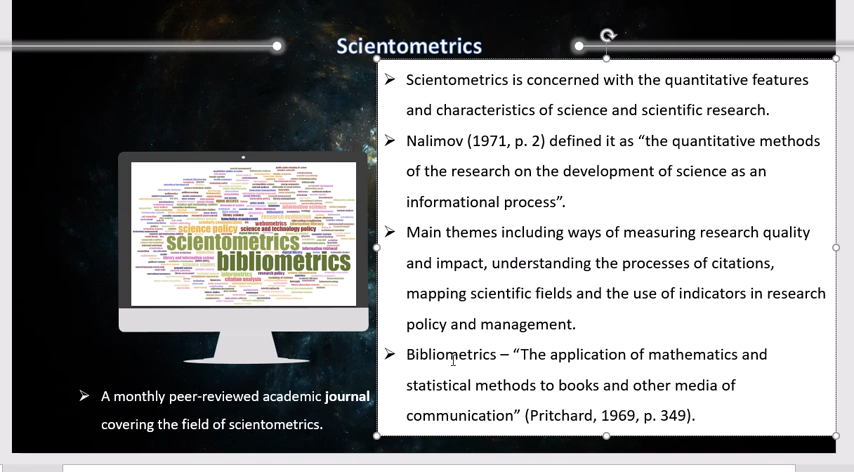 Scientometrics
➢ Scientometrics is concerned with the quantitative features
and characteristics of science and scientific research.
➢ Nalimov (1971, p. 2) defined it as “the quantitative methods
of the research on the development of science as an
informational process”.
➢ Main themes including ways of measuring research quality
and impact, understanding the processes of citations,
mapping scientific fields and the use of indicators in research
policy and management.
➢ Bibliometrics – “The application of mathematics and
statistical methods to books and other media of
communication” (Pritchard, 1969, p. 349).
science policy
science and technology policy
scientometrics
bibliometrics
citation analysis
➢ A monthly peer-reviewed academic journal
covering the field of scientometrics.